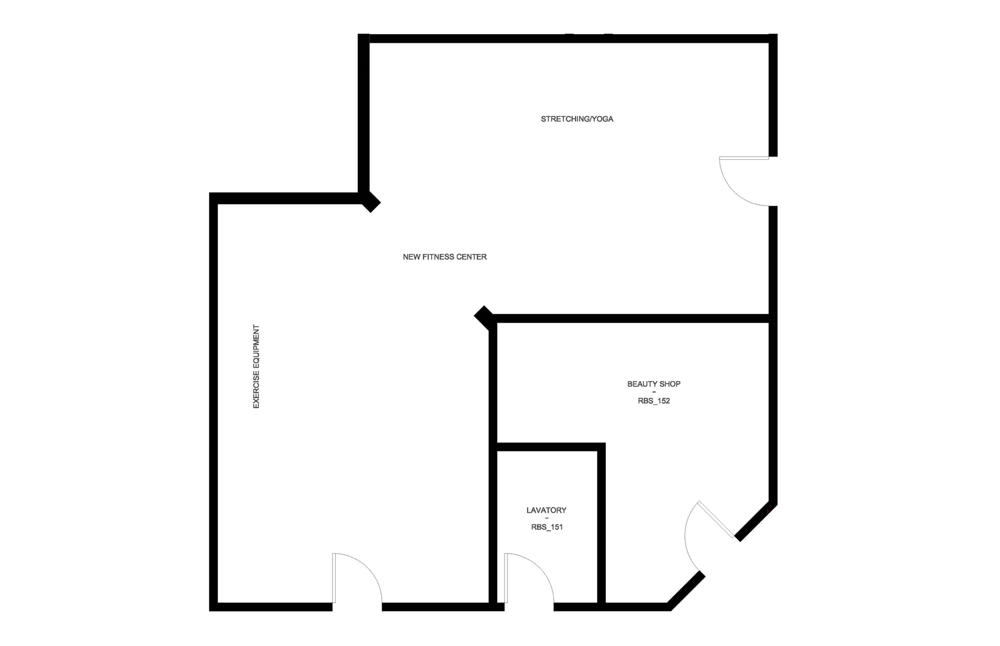 STRETCHING/YOGA
NEW FITNESS CENTER
EXERCISE EQUIPMENT
BEAUTY SHOP
-
RBS_152
LAVATORY
-
RBS_151